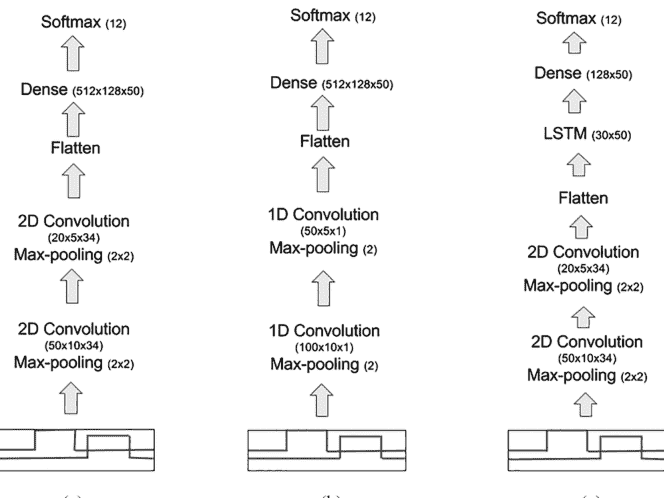 Softmax (12)
Dense (512x128x50)
Flatten
2D Convolution
(20x5x34)
Max-pooling (2x2)
2D Convolution
(50x10x34)
Max-pooling (2x2)
Softmax (12)
Dense (512x128x50)
Flatten
1D Convolution
(50x5x1)
Max-pooling (2)
1D Convolution
(100x10x1)
Max-pooling (2)
Softmax (12)
Dense (128x50)
LSTM (30x50)
Flatten
2D Convolution
(20x5x34)
Max-pooling (2x2)
2D Convolution
(50x10x34)
Max-pooling (2x2)